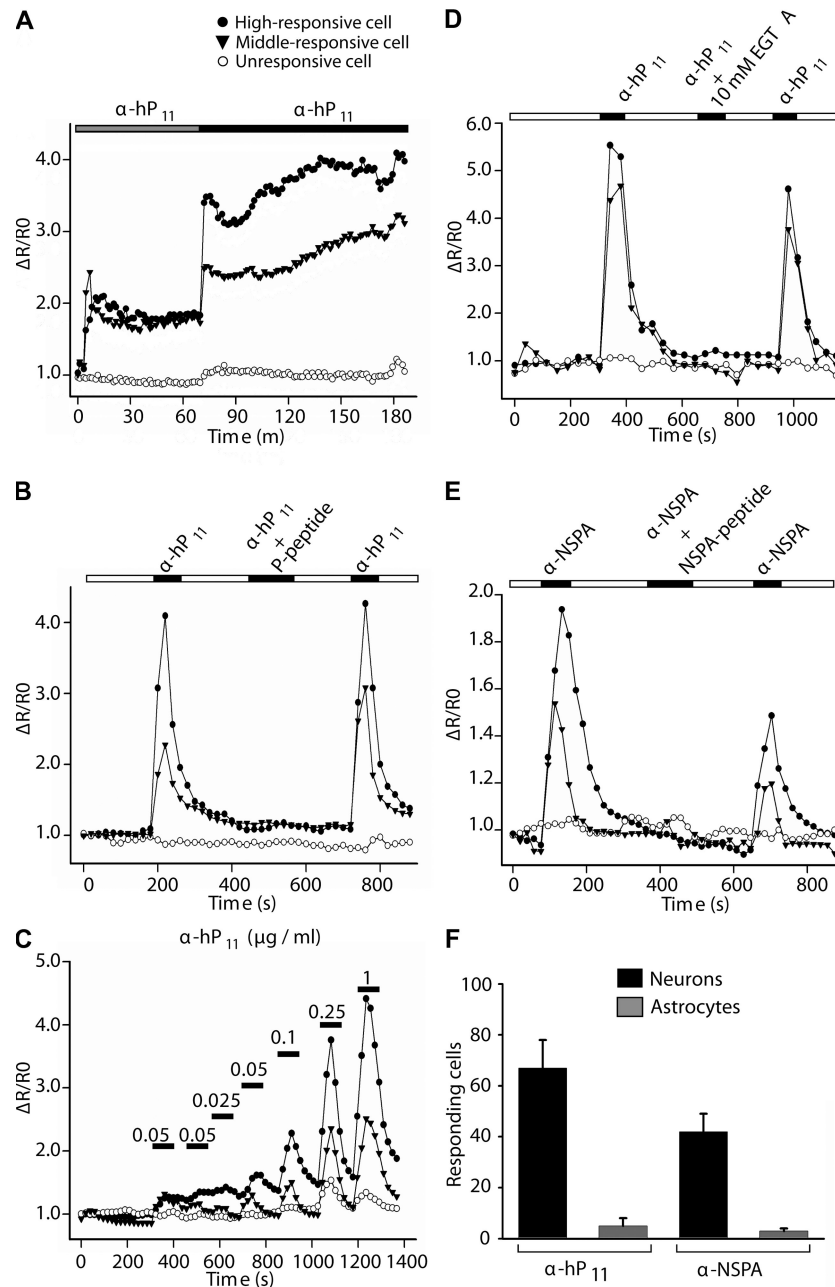 A
High-responsive cell
Middle-responsive cell
Unresponsive cell
α-hP 11
α-hP 11
4.0
3.0
2.0
1.0
ΔR/R0
0
30
60
90
120
150
180
Time (m)
B
α-hP 11
α-hP 11
+
P-peptide
α-hP 11
4.0
3.0
2.0
1.0
ΔR/R0
0
200
400
600
800
Time (s)
C
α-hP 11 (μg / ml)
5.0
4.0
3.0
2.0
1.0
ΔR/R0
0.05
0.05
0.025
0.05
0.1
0.25
1
0
200
400
600
800
1000
1200
1400
Time (s)
D
α-hP 11
α-hP 11
+
10 mM EGT A
α-hP 11
6.0
5.0
4.0
3.0
2.0
1.0
ΔR/R0
0
200
400
600
800
1000
Time (s)
E
α-NSPA
α-NSPA
+
NSPA-peptide
α-NSPA
2.0
1.8
1.6
1.4
1.2
1.0
ΔR/R0
0
200
400
600
800
Time (s)
F
Neurons
Astrocytes
100
80
60
40
20
0
Responding cells
α-hP 11
α-NSPA